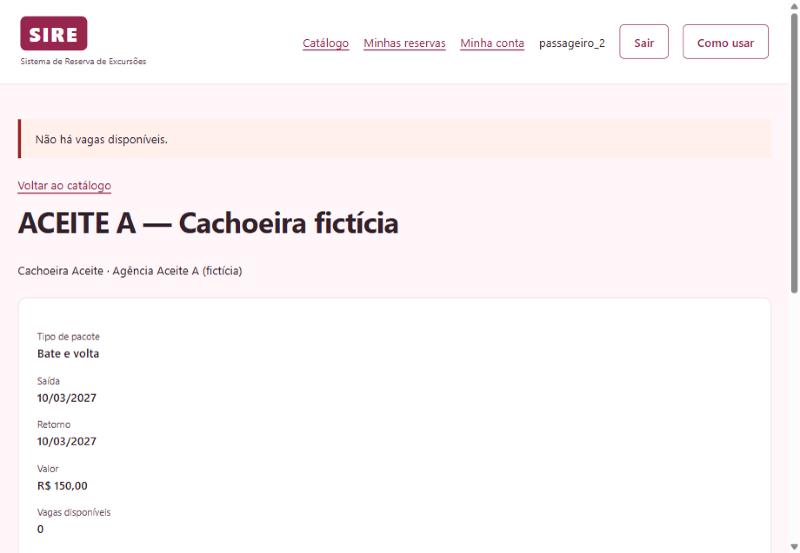 SIRE
Sistema de Reserva de Excursões
Catálogo Minhas reservas Minha conta passageiro_2 Sair Como usar
Não há vagas disponíveis.
Voltar ao catálogo
ACEITE A — Cachoeira fictícia
Cachoeira Aceite · Agência Aceite A (fictícia)
Tipo de pacote
Bate e volta
Saída
10/03/2027
Retorno
10/03/2027
Valor
R$ 150,00
Vagas disponíveis
0